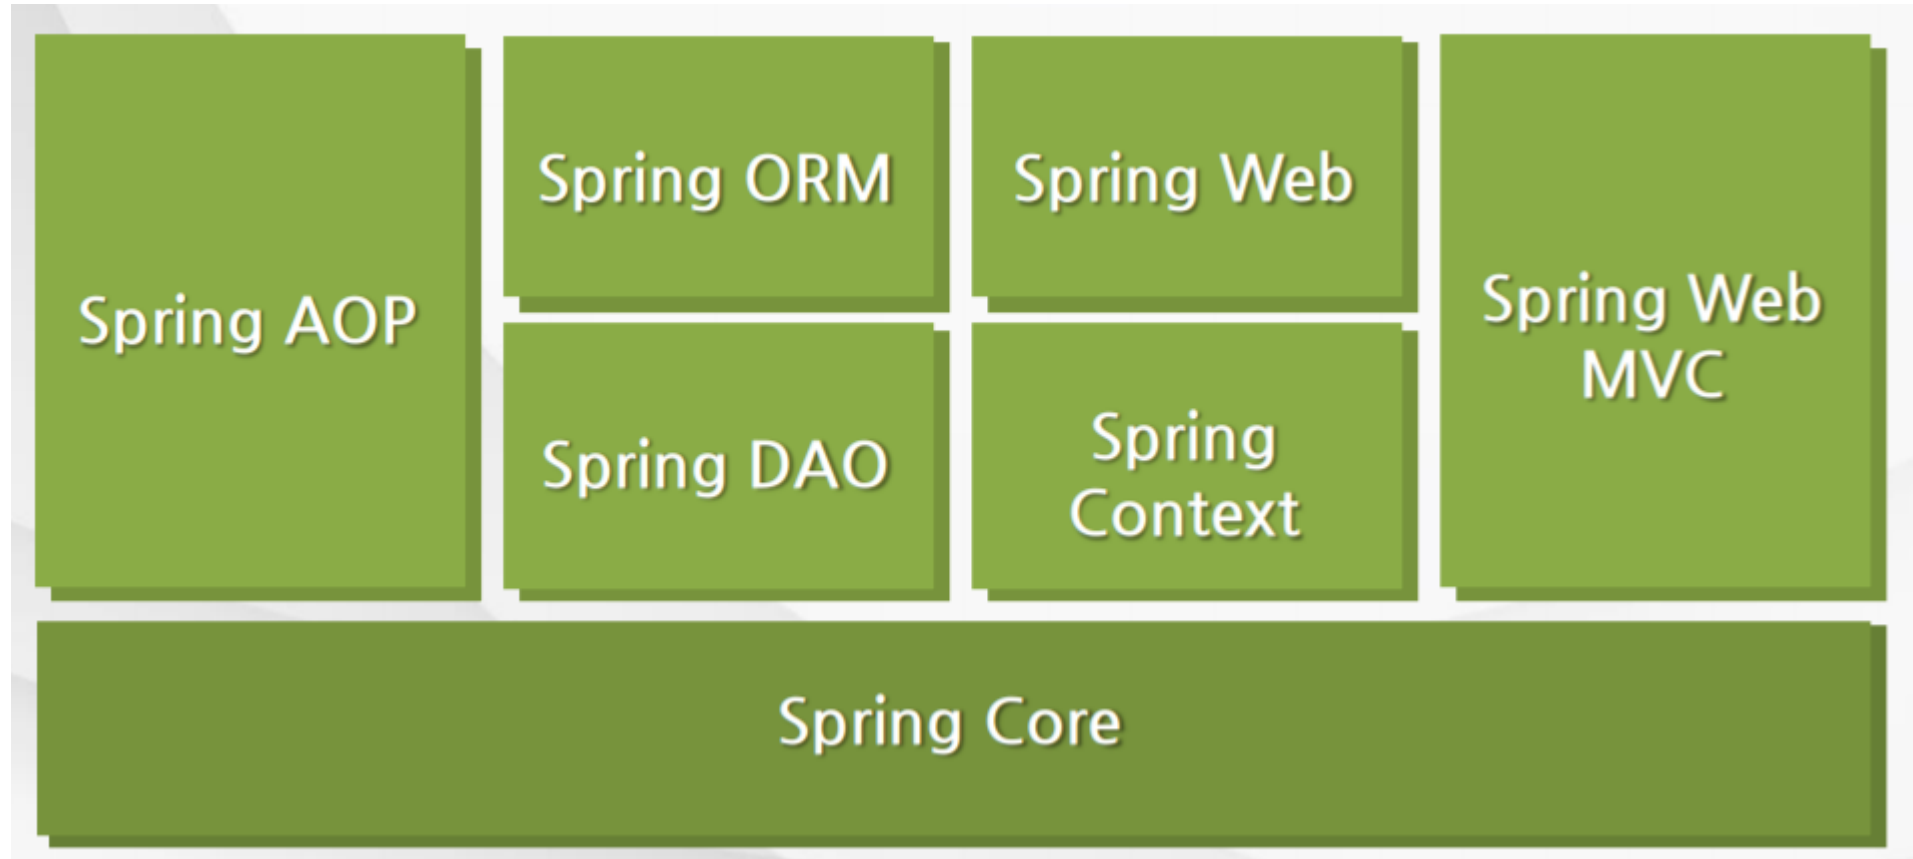 Spring AOP
Spring ORM
Spring Web
Spring Web
MVC
Spring DAO
Spring
Context
Spring Core